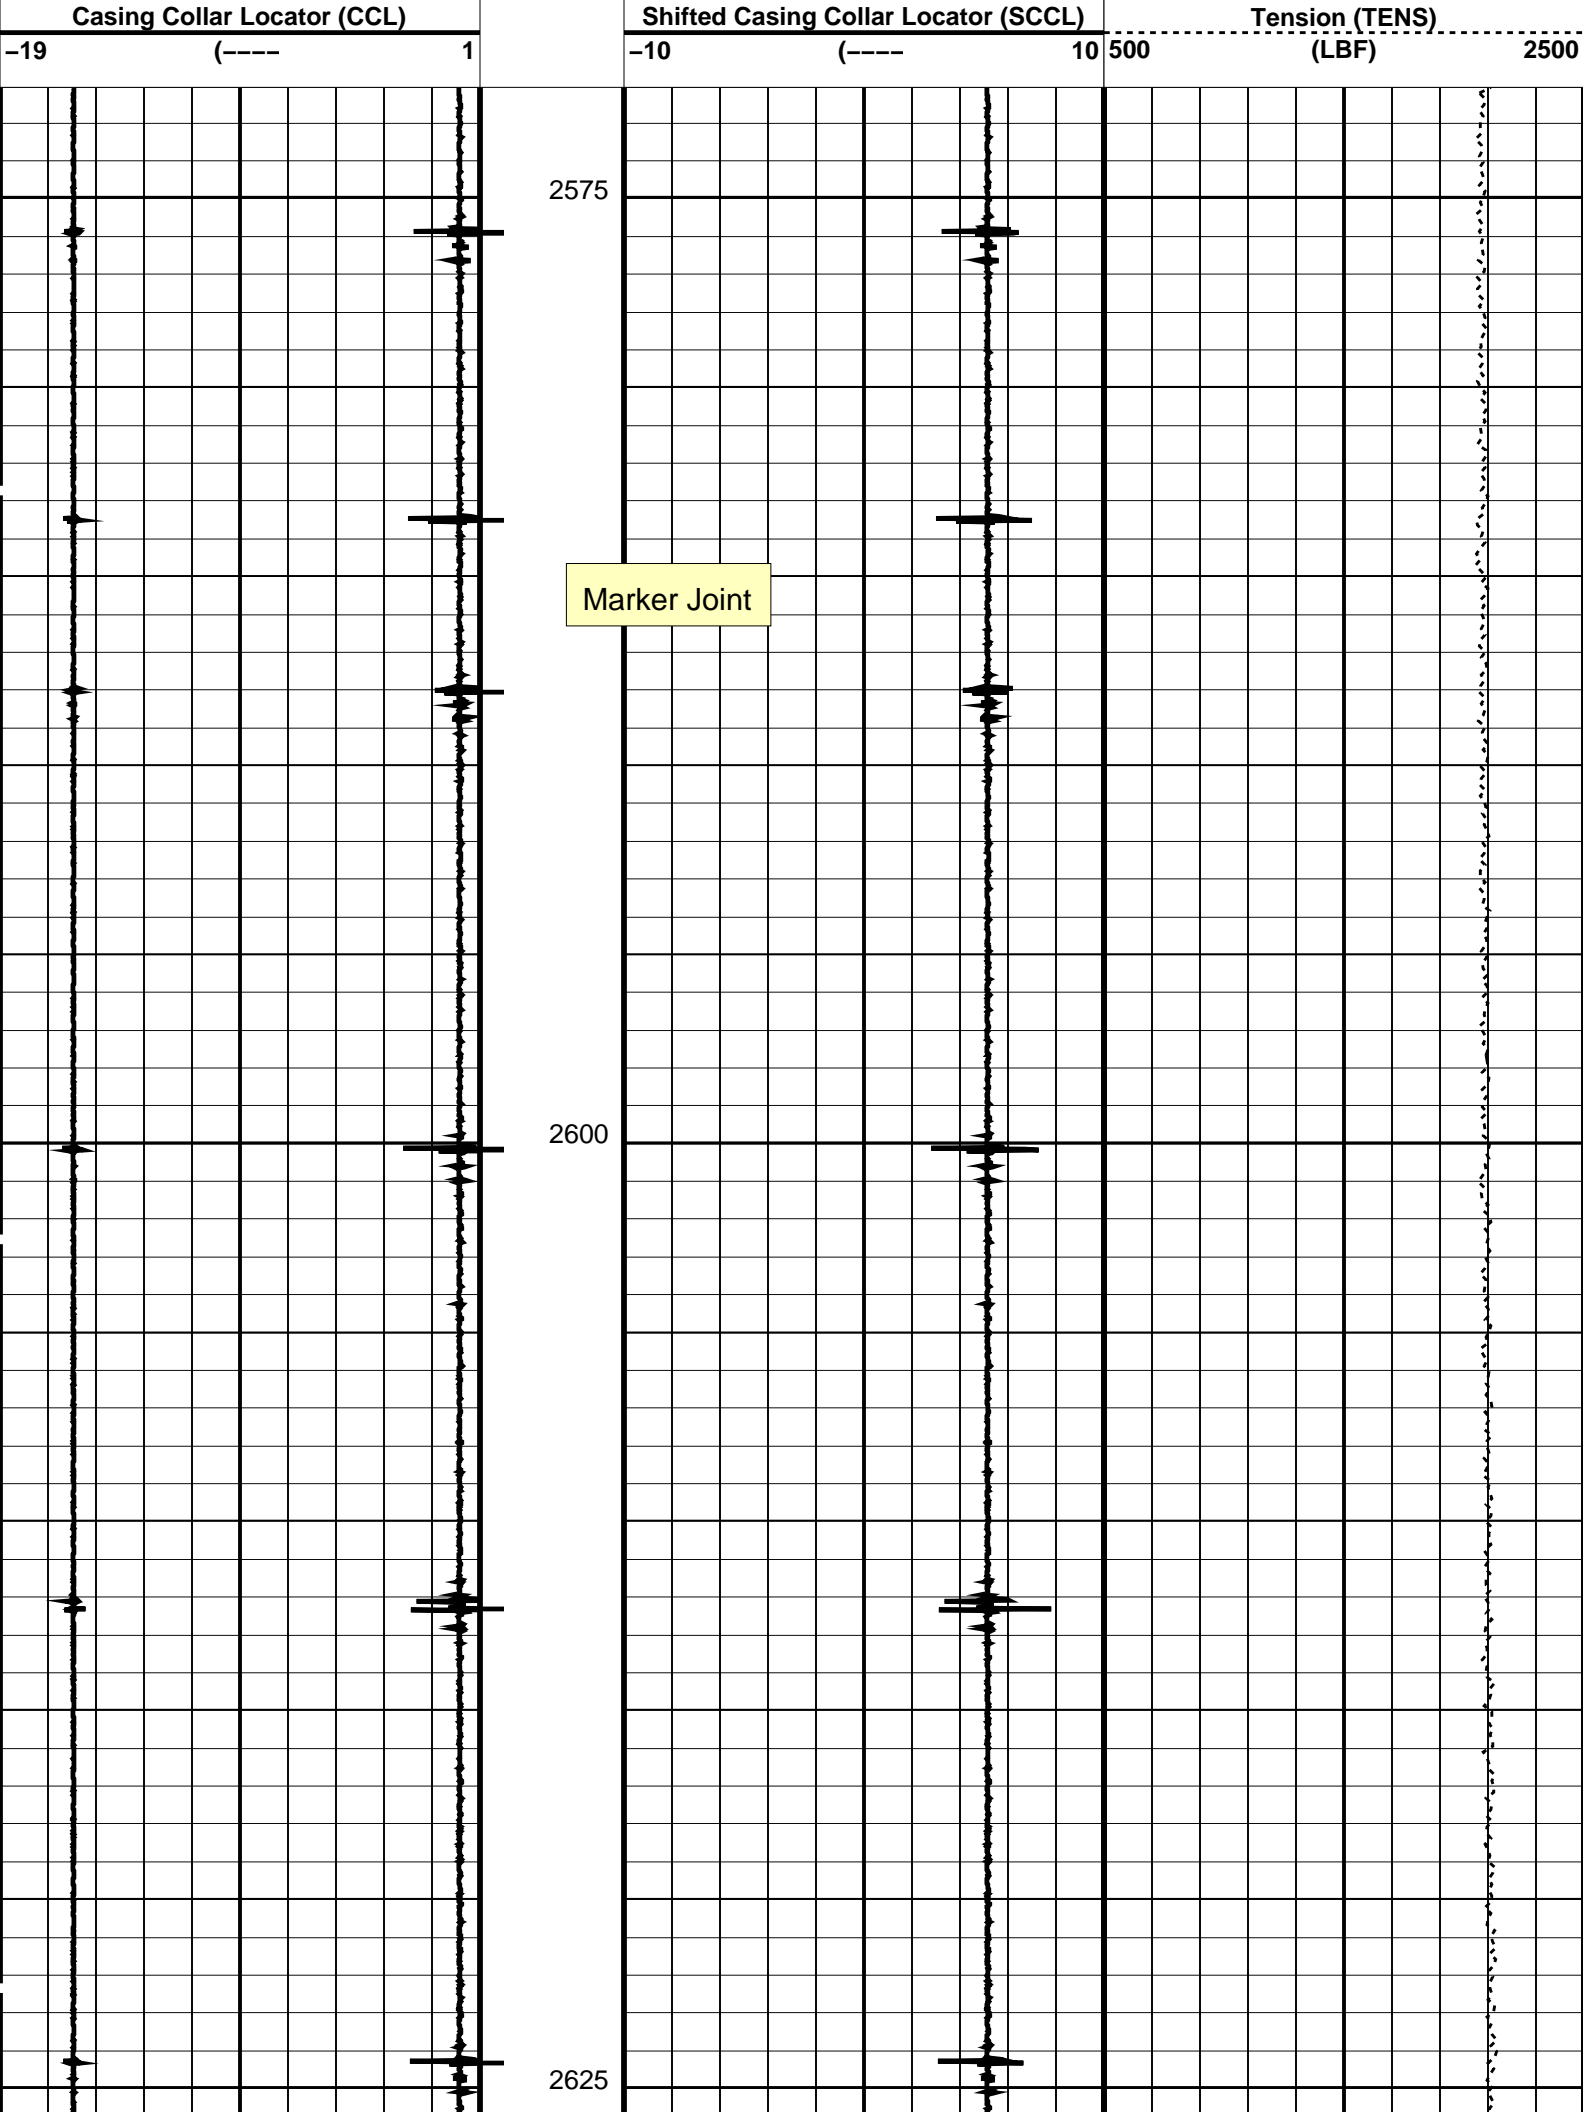 Casing Collar Locator (CCL)
–19 (–––– 1
Shifted Casing Collar Locator (SCCL)
–10 (–––– 10
Tension (TENS)
500 (LBF) 2500
2575
Marker Joint
2600
2625